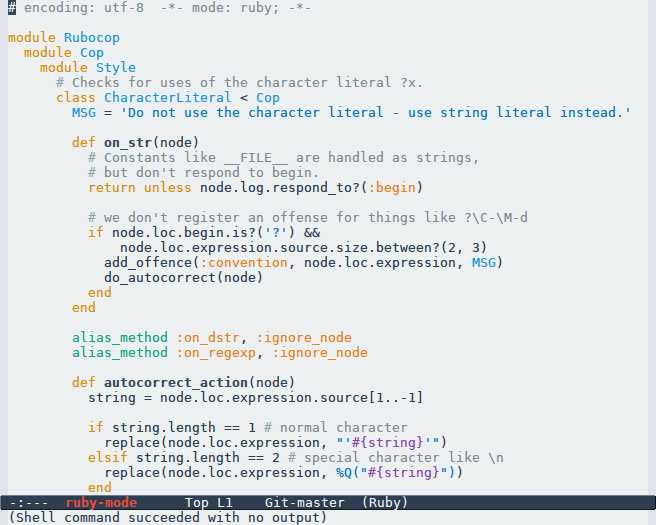 # encoding: utf-8  -*- mode: ruby; -*-

module Rubocop
  module Cop
    module Style
      # Checks for uses of the character literal ?x.
      class CharacterLiteral < Cop
        MSG = 'Do not use the character literal - use string literal instead.'

        def on_str(node)
          # Constants like __FILE__ are handled as strings,
          # but don't respond to begin.
          return unless node.log.respond_to?(:begin)

          # we don't register an offense for things like ?\C-\M-d
          if node.loc.begin.is?('?') &&
              node.loc.expression.source.size.between?(2, 3)
            add_offence(:convention, node.loc.expression, MSG)
            do_autocorrect(node)
          end
        end

        alias_method :on_dstr, :ignore_node
        alias_method :on_regexp, :ignore_node

        def autocorrect_action(node)
          string = node.loc.expression.source[1..-1]

          if string.length == 1 # normal character
            replace(node.loc.expression, "'#{string}'")
          elsif string.length == 2 # special character like \n
            replace(node.loc.expression, %Q("#{string}"))
          end
-:---  ruby-mode      Top L1    Git-master  (Ruby)
(Shell command succeeded with no output)